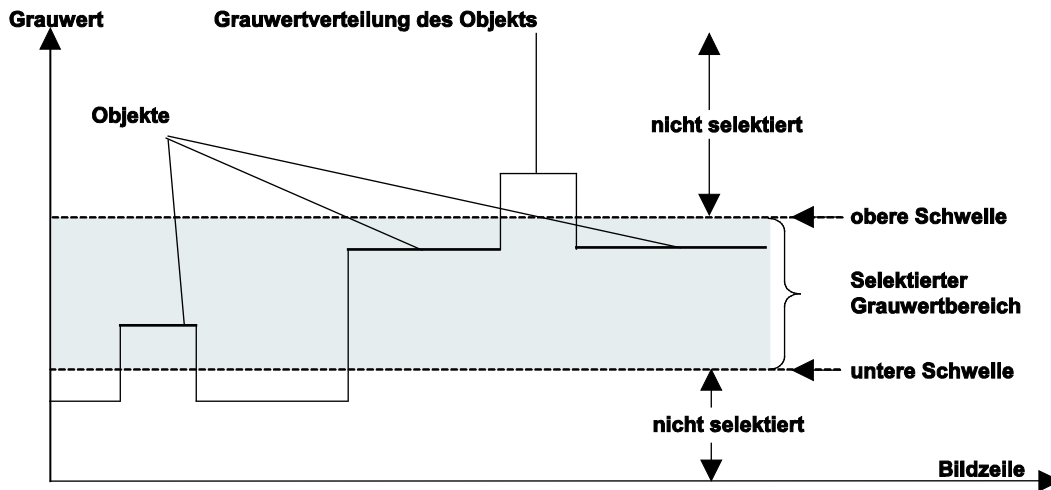 Grauwert
Grauwertverteilung des Objekts
Objekte
nicht selektiert
obere Schwelle
Selektierter
Grauwertbereich
untere Schwelle
nicht selektiert
Bildzeile